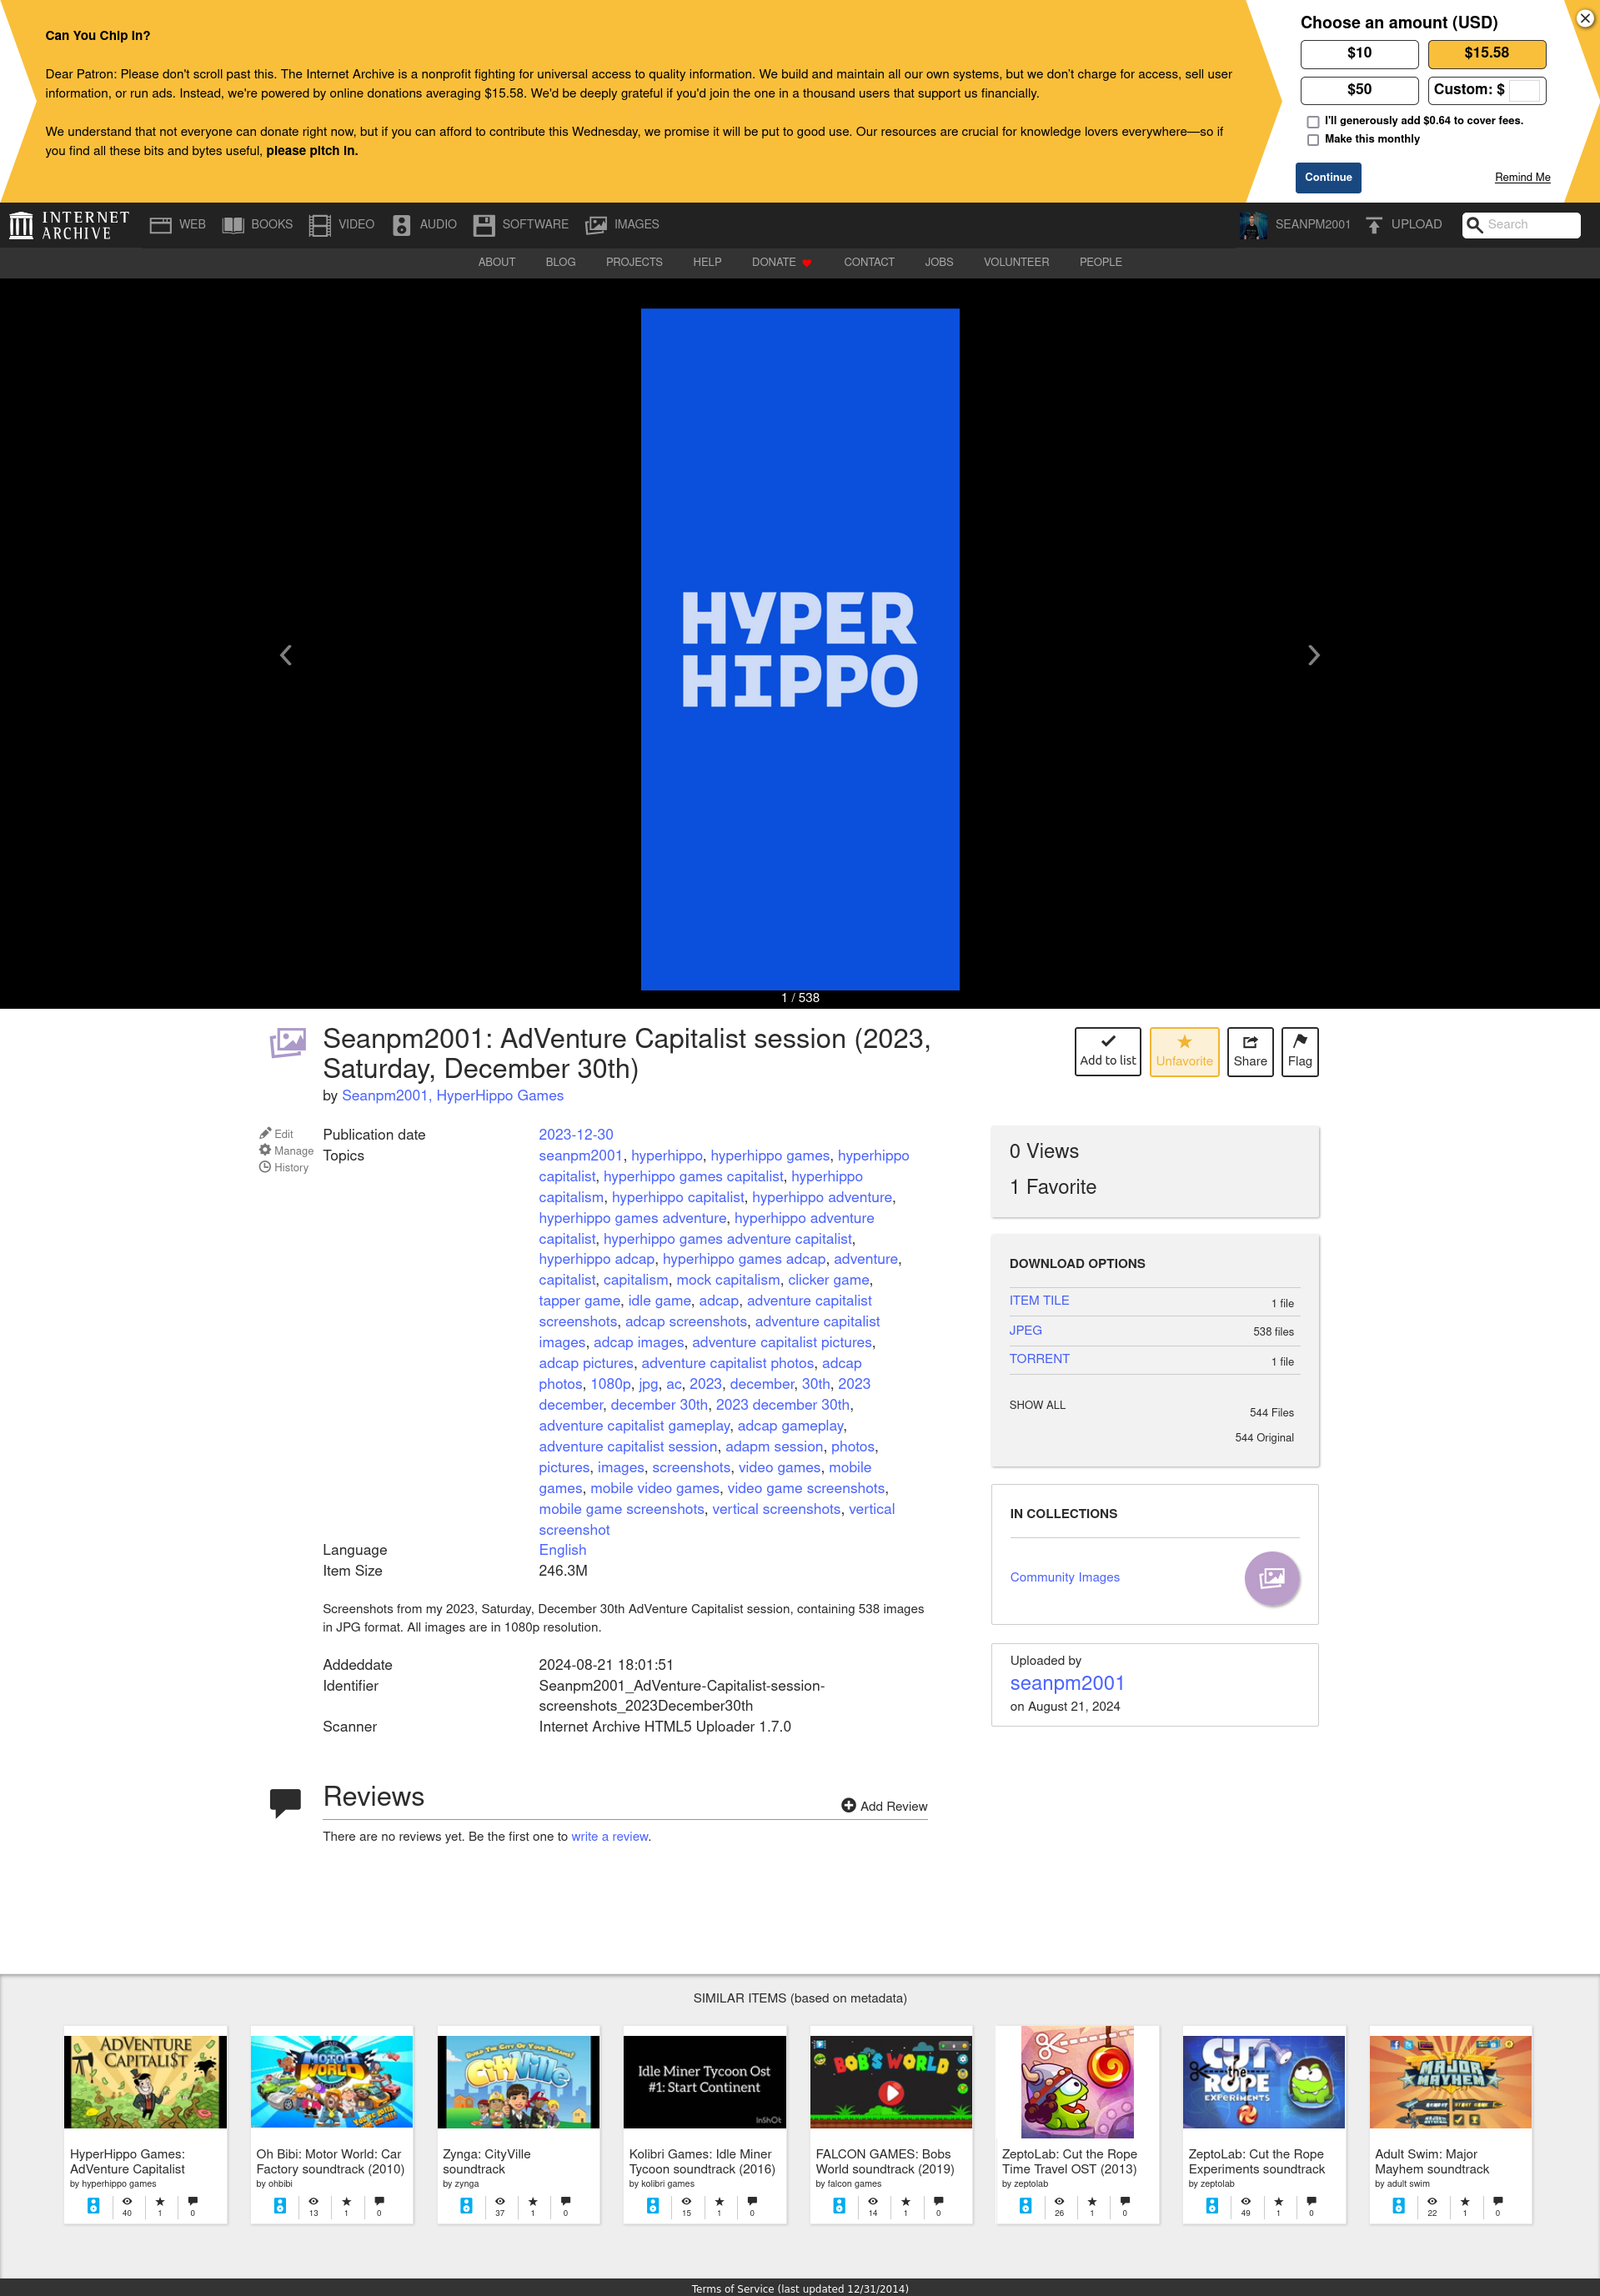 Can You Chip in?
Dear Patron: Please don't scroll past this. The Internet Archive is a nonprofit fighting for universal access to quality information. We build and maintain all our own systems, but we don't charge for access, sell user
information, or run ads. Instead, we're powered by online donations averaging $15.58. We'd be deeply grateful if you'd join the one in a thousand users that support us financially.
We understand that not everyone can donate right now, but if you can afford to contribute this Wednesday, we promise it will be put to good use. Our resources are crucial for knowledge lovers everywhere—so if
you find all these bits and bytes useful, please pitch in.
Choose an amount (USD)
$10
$15.58
$50
Custom: $
I'll generously add $0.64 to cover fees.
Make this monthly
Continue
Remind Me
INTERNET
ARCHIVE
WEB
BOOKS
VIDEO
AUDIO
SOFTWARE
IMAGES
SEANPM2001
UPLOAD
Search
ABOUT
BLOG
PROJECTS
HELP
DONATE
CONTACT
JOBS
VOLUNTEER
PEOPLE
HYPER
HIPPO
1 / 538
Seanpm2001: AdVenture Capitalist session (2023,
Saturday, December 30th)
by Seanpm2001, HyperHippo Games
Add to list
Unfavorite
Share
Flag
Edit
Manage
History
Publication date
2023-12-30
Topics
seanpm2001, hyperhippo, hyperhippo games, hyperhippo
capitalist, hyperhippo games capitalist, hyperhippo
capitalism, hyperhippo capitalist, hyperhippo adventure,
hyperhippo games adventure, hyperhippo adventure
capitalist, hyperhippo games adventure capitalist,
hyperhippo adcap, hyperhippo games adcap, adventure,
capitalist, capitalism, mock capitalism, clicker game,
tapper game, idle game, adcap, adventure capitalist
screenshots, adcap screenshots, adventure capitalist
images, adcap images, adventure capitalist pictures,
adcap pictures, adventure capitalist photos, adcap
photos, 1080p, jpg, ac, 2023, december, 30th, 2023
december, december 30th, 2023 december 30th,
adventure capitalist gameplay, adcap gameplay,
adventure capitalist session, adapm session, photos,
pictures, images, screenshots, video games, mobile
games, mobile video games, video game screenshots,
mobile game screenshots, vertical screenshots, vertical
screenshot
Language
English
Item Size
246.3M
Screenshots from my 2023, Saturday, December 30th AdVenture Capitalist session, containing 538 images
in JPG format. All images are in 1080p resolution.
Addeddate
2024-08-21 18:01:51
Identifier
Seanpm2001_AdVenture-Capitalist-session-
screenshots_2023December30th
Scanner
Internet Archive HTML5 Uploader 1.7.0
0 Views
1 Favorite
DOWNLOAD OPTIONS
ITEM TILE
1 file
JPEG
538 files
TORRENT
1 file
SHOW ALL
544 Files
544 Original
IN COLLECTIONS
Community Images
Uploaded by
seanpm2001
on August 21, 2024
Reviews
Add Review
There are no reviews yet. Be the first one to write a review.
SIMILAR ITEMS (based on metadata)
ADVENTURE
CAPITALI$T
HyperHippo Games:
AdVenture Capitalist
by hyperhippo games
40
1
0
MOTOR
WORLD
Oh Bibi: Motor World: Car
Factory soundtrack (2010)
by ohbibi
13
1
0
BUILD THE CITY OF YOUR DREAMS!
CityVille
Zynga: CityVille
soundtrack
by zynga
37
1
0
Idle Miner Tycoon Ost
#1: Start Continent
InShOt
Kolibri Games: Idle Miner
Tycoon soundtrack (2016)
by kolibri games
15
1
0
BOB'S WORLD
FALCON GAMES: Bobs
World soundtrack (2019)
by falcon games
14
1
0
ZeptoLab: Cut the Rope
Time Travel OST (2013)
by zeptolab
26
1
0
CUT
the
ROPE
EXPERIMENTS
ZeptoLab: Cut the Rope
Experiments soundtrack
by zeptolab
49
1
0
MAJOR
MAYHEM
Adult Swim: Major
Mayhem soundtrack
by adult swim
22
1
0
Terms of Service (last updated 12/31/2014)